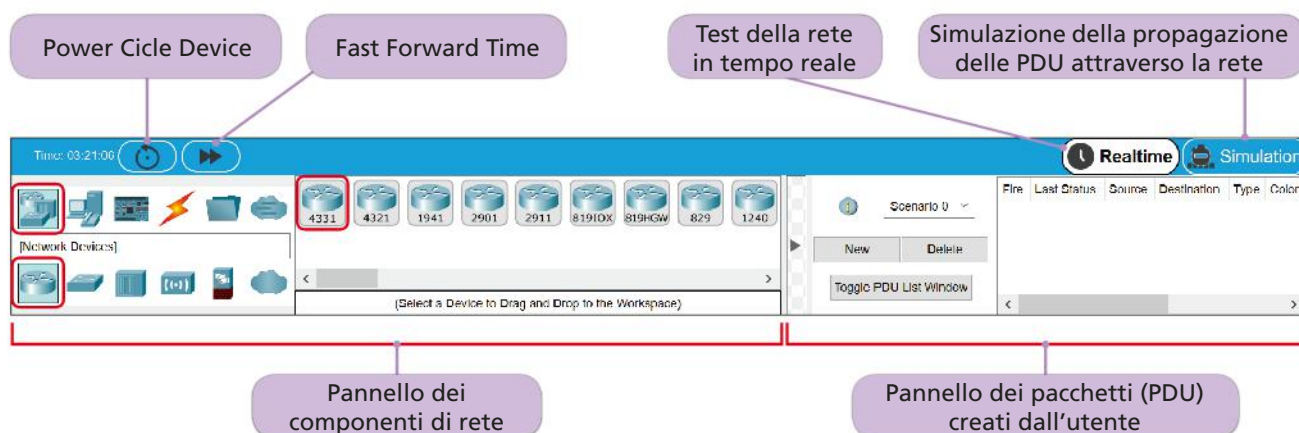 Power Cicle Device
Fast Forward Time
Test della rete
in tempo reale
Simulazione della propagazione
delle PDU attraverso la rete
Time: 03:21:06
Realtime
Simulation
4331
4321
1941
2901
2911
819IOX
819HGW
829
1240
Scenario 0
Fire Last Status Source Destination Type Color
[Network Devices]
New
Delete
Toggle PDU List Window
(Select a Device to Drag and Drop to the Workspace)
Pannello dei
componenti di rete
Pannello dei pacchetti (PDU)
creati dall'utente